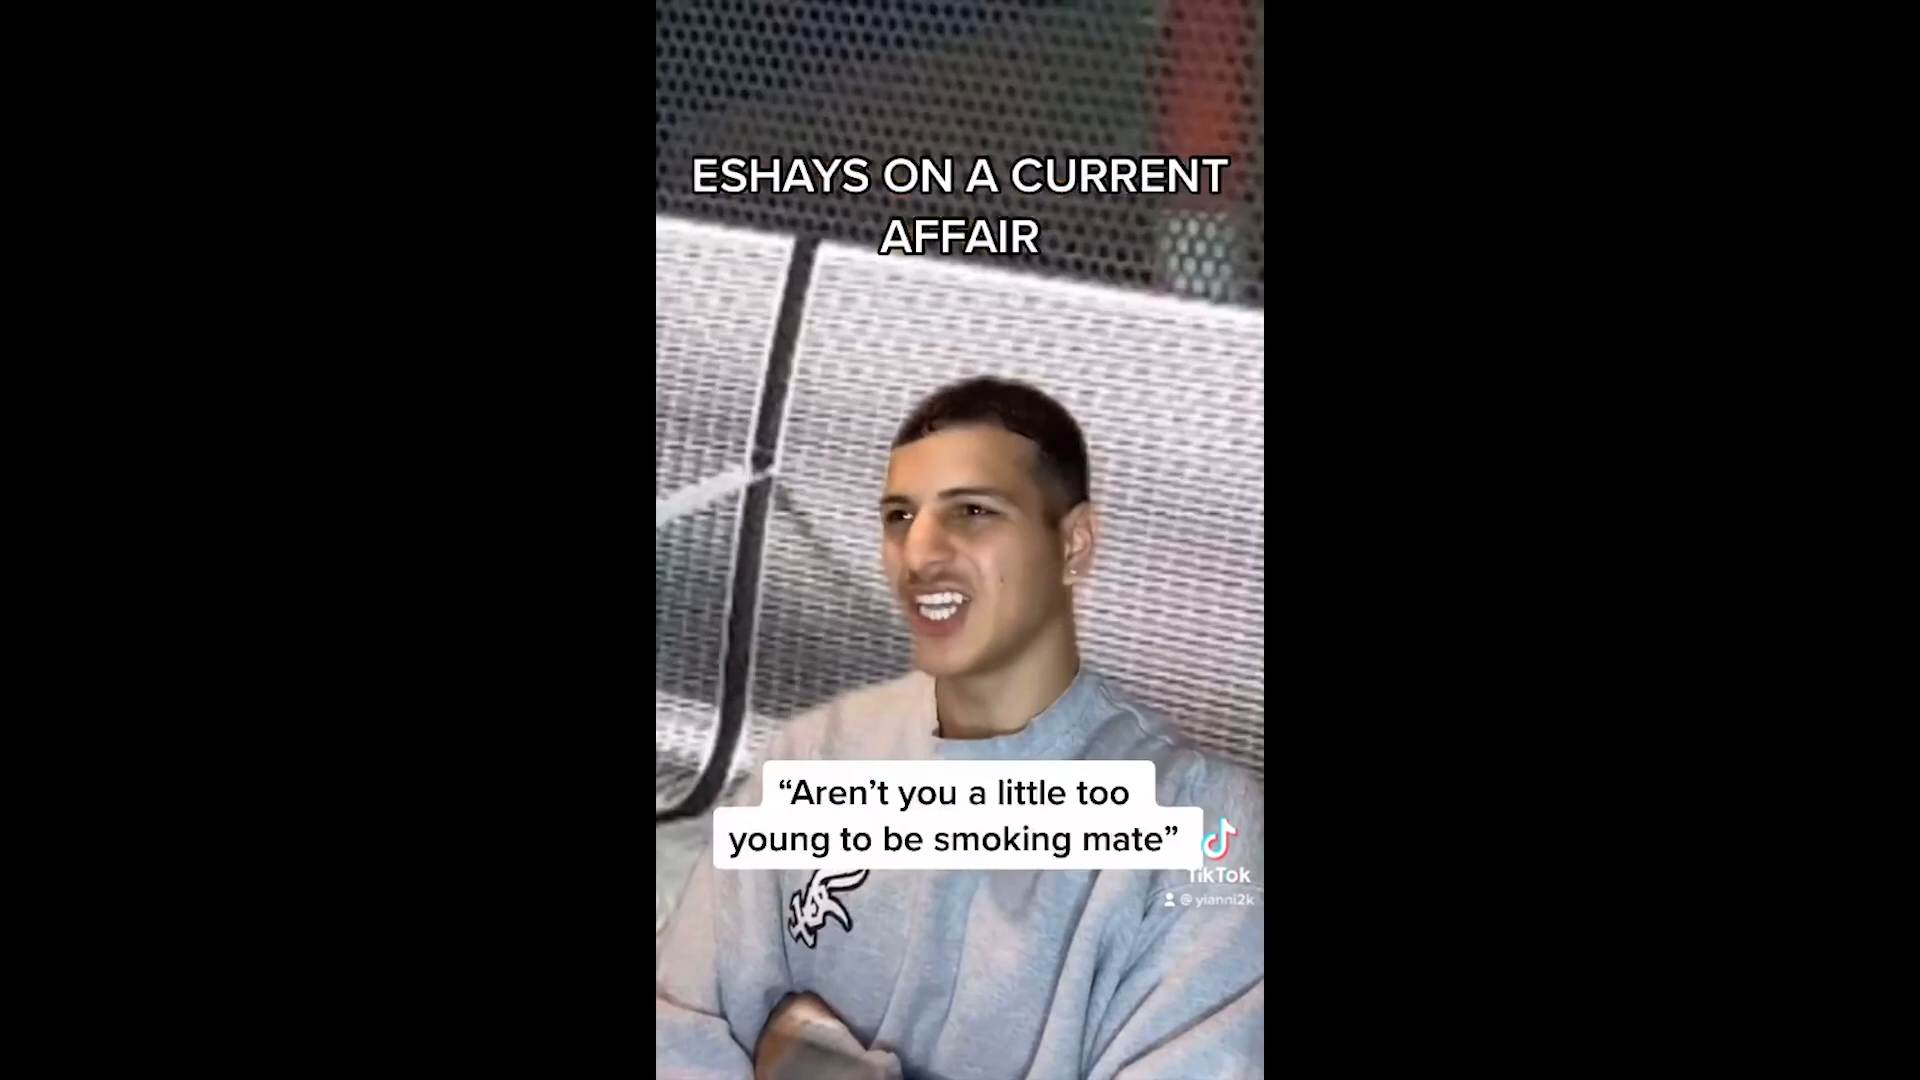 ESHAYS ON A CURRENT
AFFAIR
“Aren’t you a little too
young to be smoking mate”
TikTok
@yianni2k